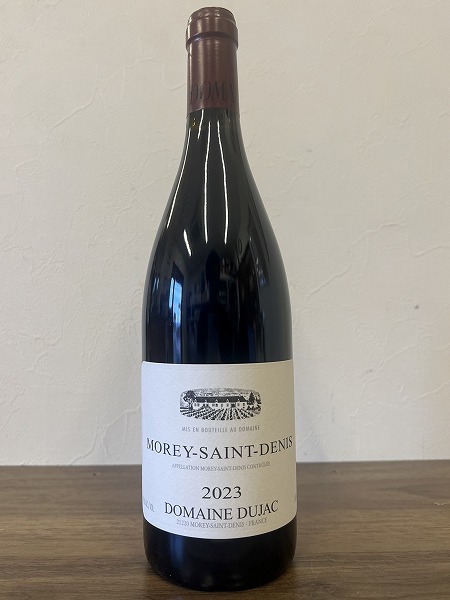 DOMA
MIS EN BOUTEILLE AU DOMAINE
MOREY-SAINT-DENIS
APPELLATION MOREY-SAINT-DENIS CONTRÔLÉE
2023
DOMAINE DUJAC
21220 MOREY-SAINT-DENIS - FRANCE